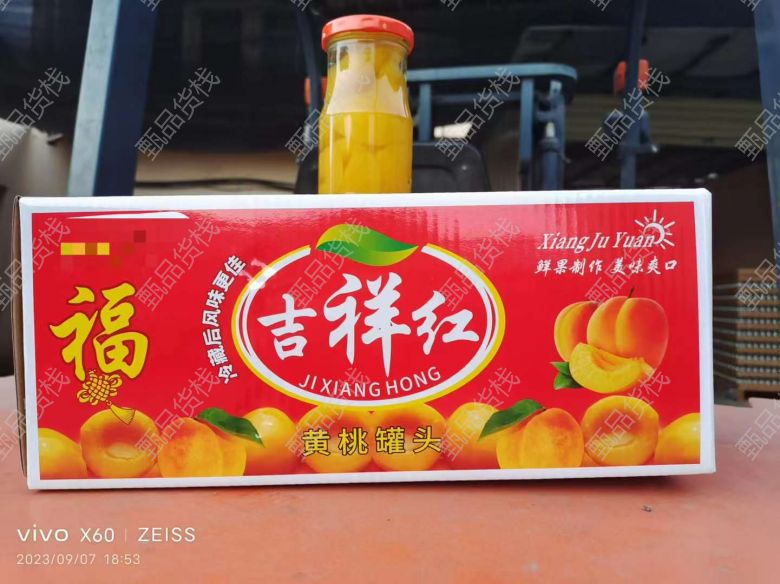 Xiang Ju Yuan
鲜果制作 美味爽口
福
冷藏后风味更佳
吉祥红
JI XIANG HONG
黄桃罐头
vivo X60 | ZEISS
2023/09/07 18:53
甄品货栈